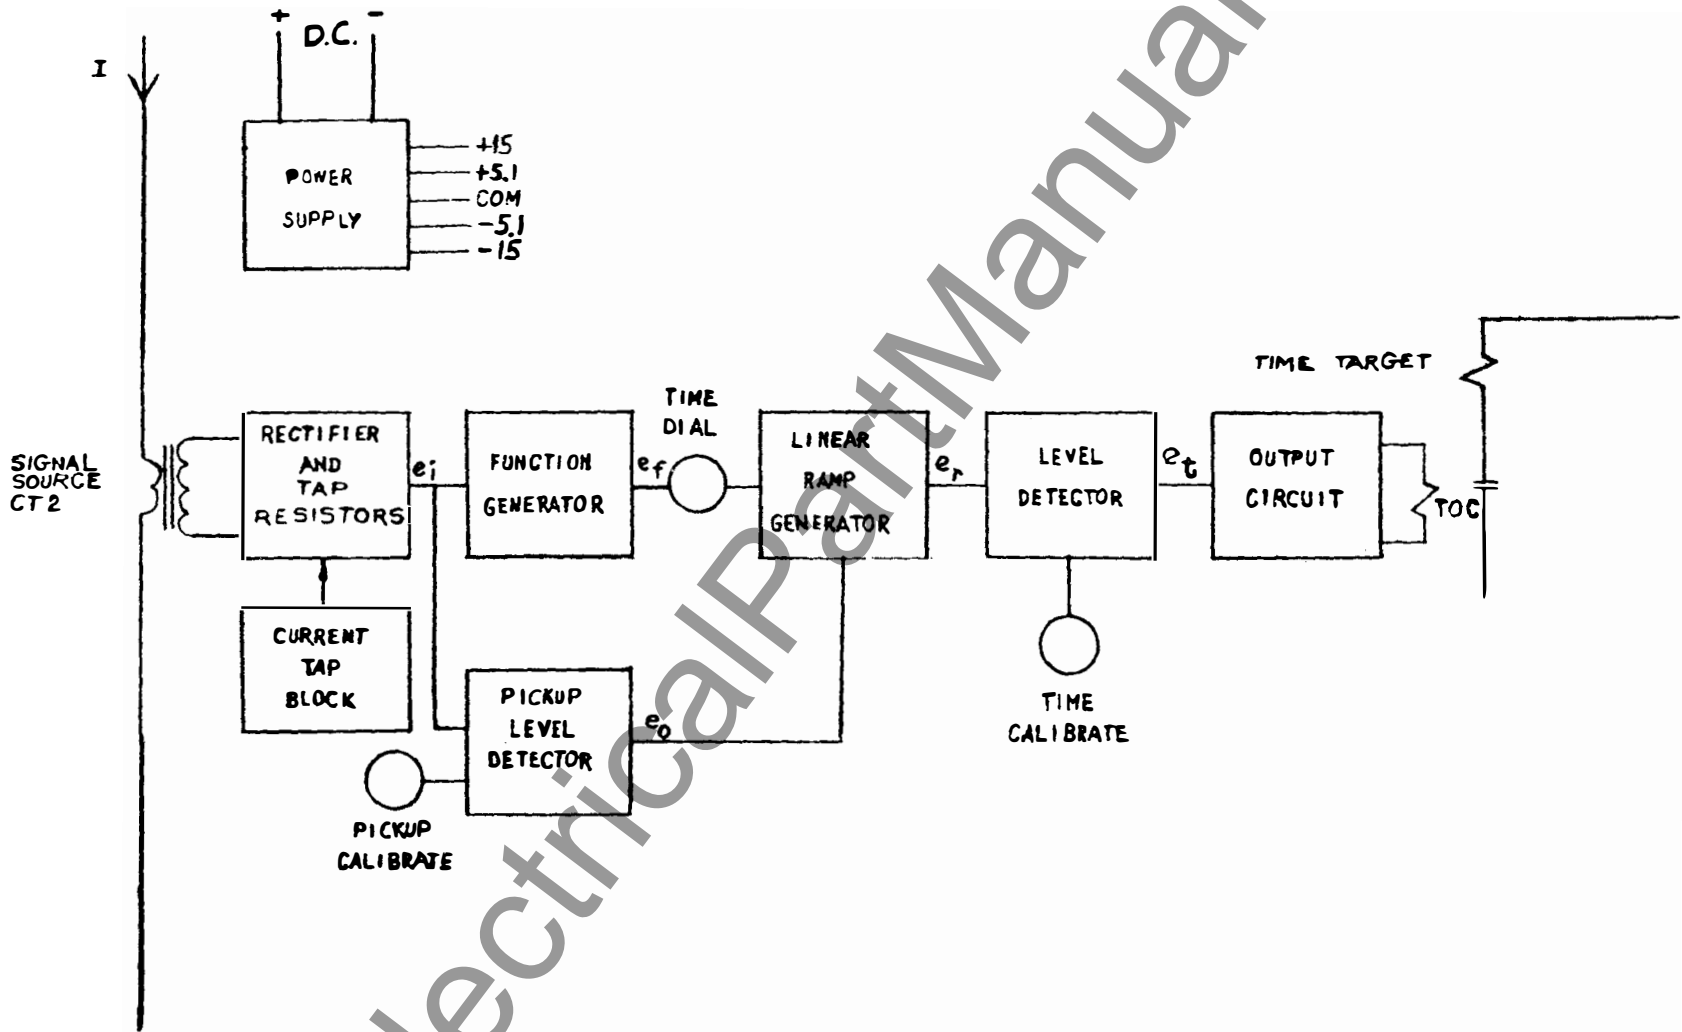 + D.C. -
I
POWER
SUPPLY
+15
+5.1
COM
-5.1
-15
SIGNAL
SOURCE
CT2
RECTIFIER
AND
TAP
RESISTORS
ei
FUNCTION
GENERATOR
ef
TIME
DIAL
LINEAR
RAMP
GENERATOR
er
LEVEL
DETECTOR
et
OUTPUT
CIRCUIT
TOC
TIME TARGET
CURRENT
TAP
BLOCK
PICKUP
LEVEL
DETECTOR
eo
PICKUP
CALIBRATE
TIME
CALIBRATE
lectricalPartManual